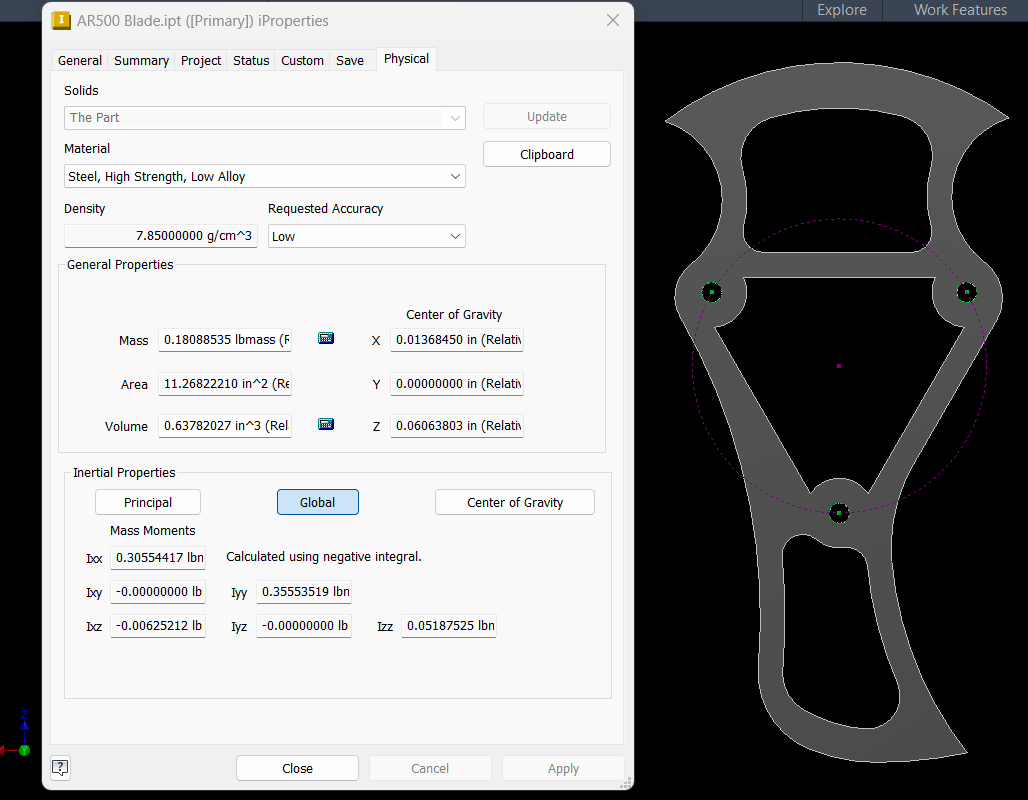 AR500 Blade.ipt ([Primary]) iProperties
Explore Work Features
General Summary Project Status Custom Save Physical
Solids
The Part
Update
Material
Clipboard
Steel, High Strength, Low Alloy
Density Requested Accuracy
7.85000000 g/cm^3 Low
General Properties
Center of Gravity
Mass 0.18088535 lbmass (R X 0.01368450 in (Relativ
Area 11.26822210 in^2 (Re Y 0.00000000 in (Relativ
Volume 0.63782027 in^3 (Rel Z 0.06063803 in (Relativ
Inertial Properties
Principal Global Center of Gravity
Mass Moments
Ixx 0.30554417 lbn Calculated using negative integral.
Ixy -0.00000000 lb Iyy 0.35553519 lbn
Ixz -0.00625212 lb Iyz -0.00000000 lb Izz 0.05187525 lbn
Z
Y
? Close Cancel Apply